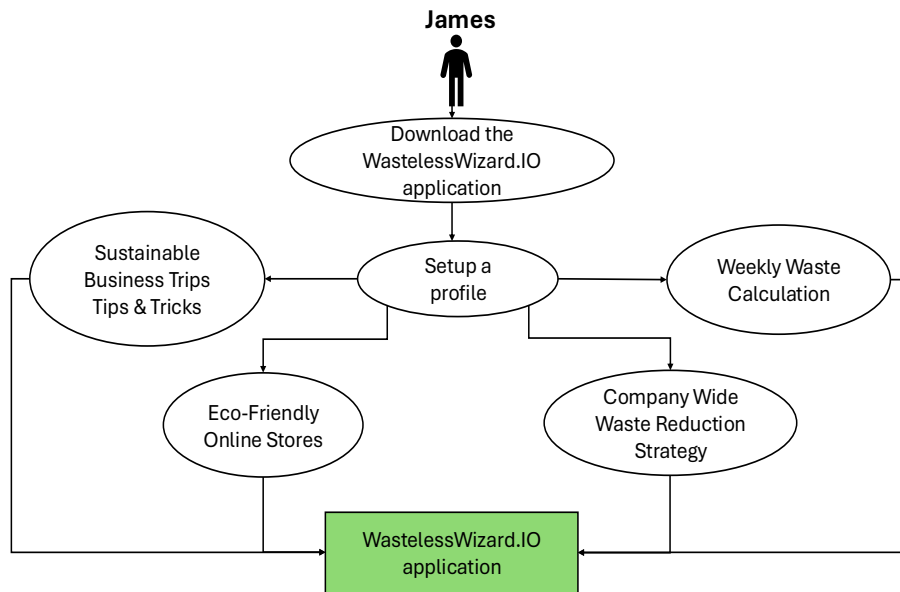 James
Download the
WastelessWizard.IO
application
Setup a
profile
Sustainable
Business Trips
Tips & Tricks
Weekly Waste
Calculation
Eco-Friendly
Online Stores
Company Wide
Waste Reduction
Strategy
WastelessWizard.IO
application